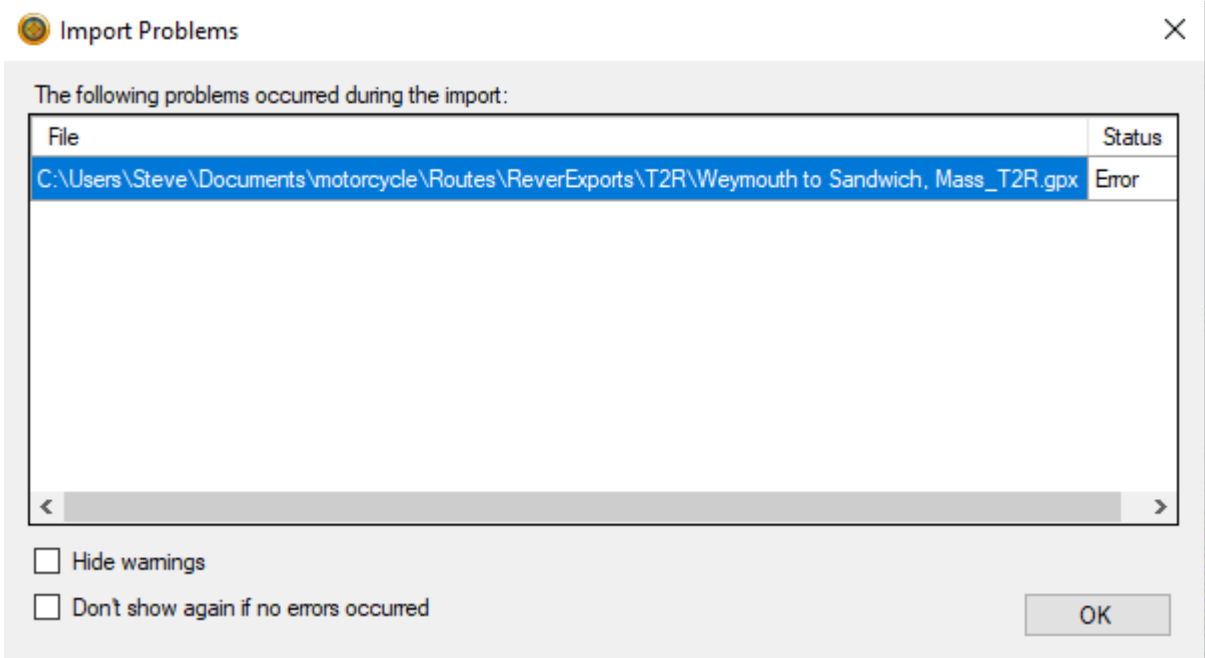 Import Problems
The following problems occurred during the import:
File Status
C:\Users\Steve\Documents\motorcycle\Routes\ReverExports\T2R\Weymouth to Sandwich, Mass_T2R.gpx Error
Hide warnings
Don't show again if no errors occurred
OK